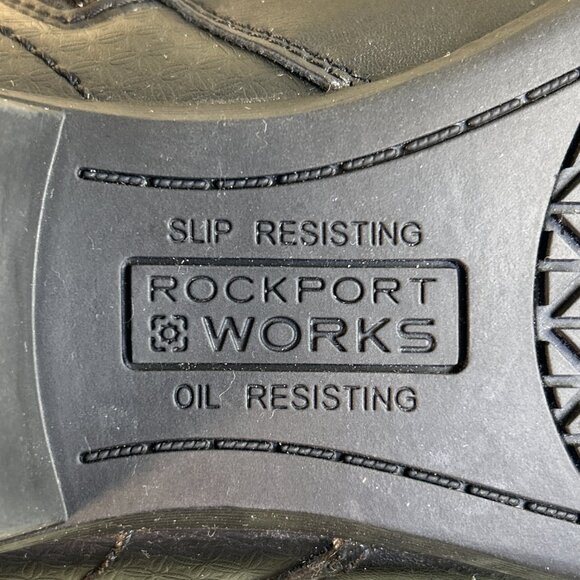 SLIP RESISTING
ROCKPORT
WORKS
OIL RESISTING